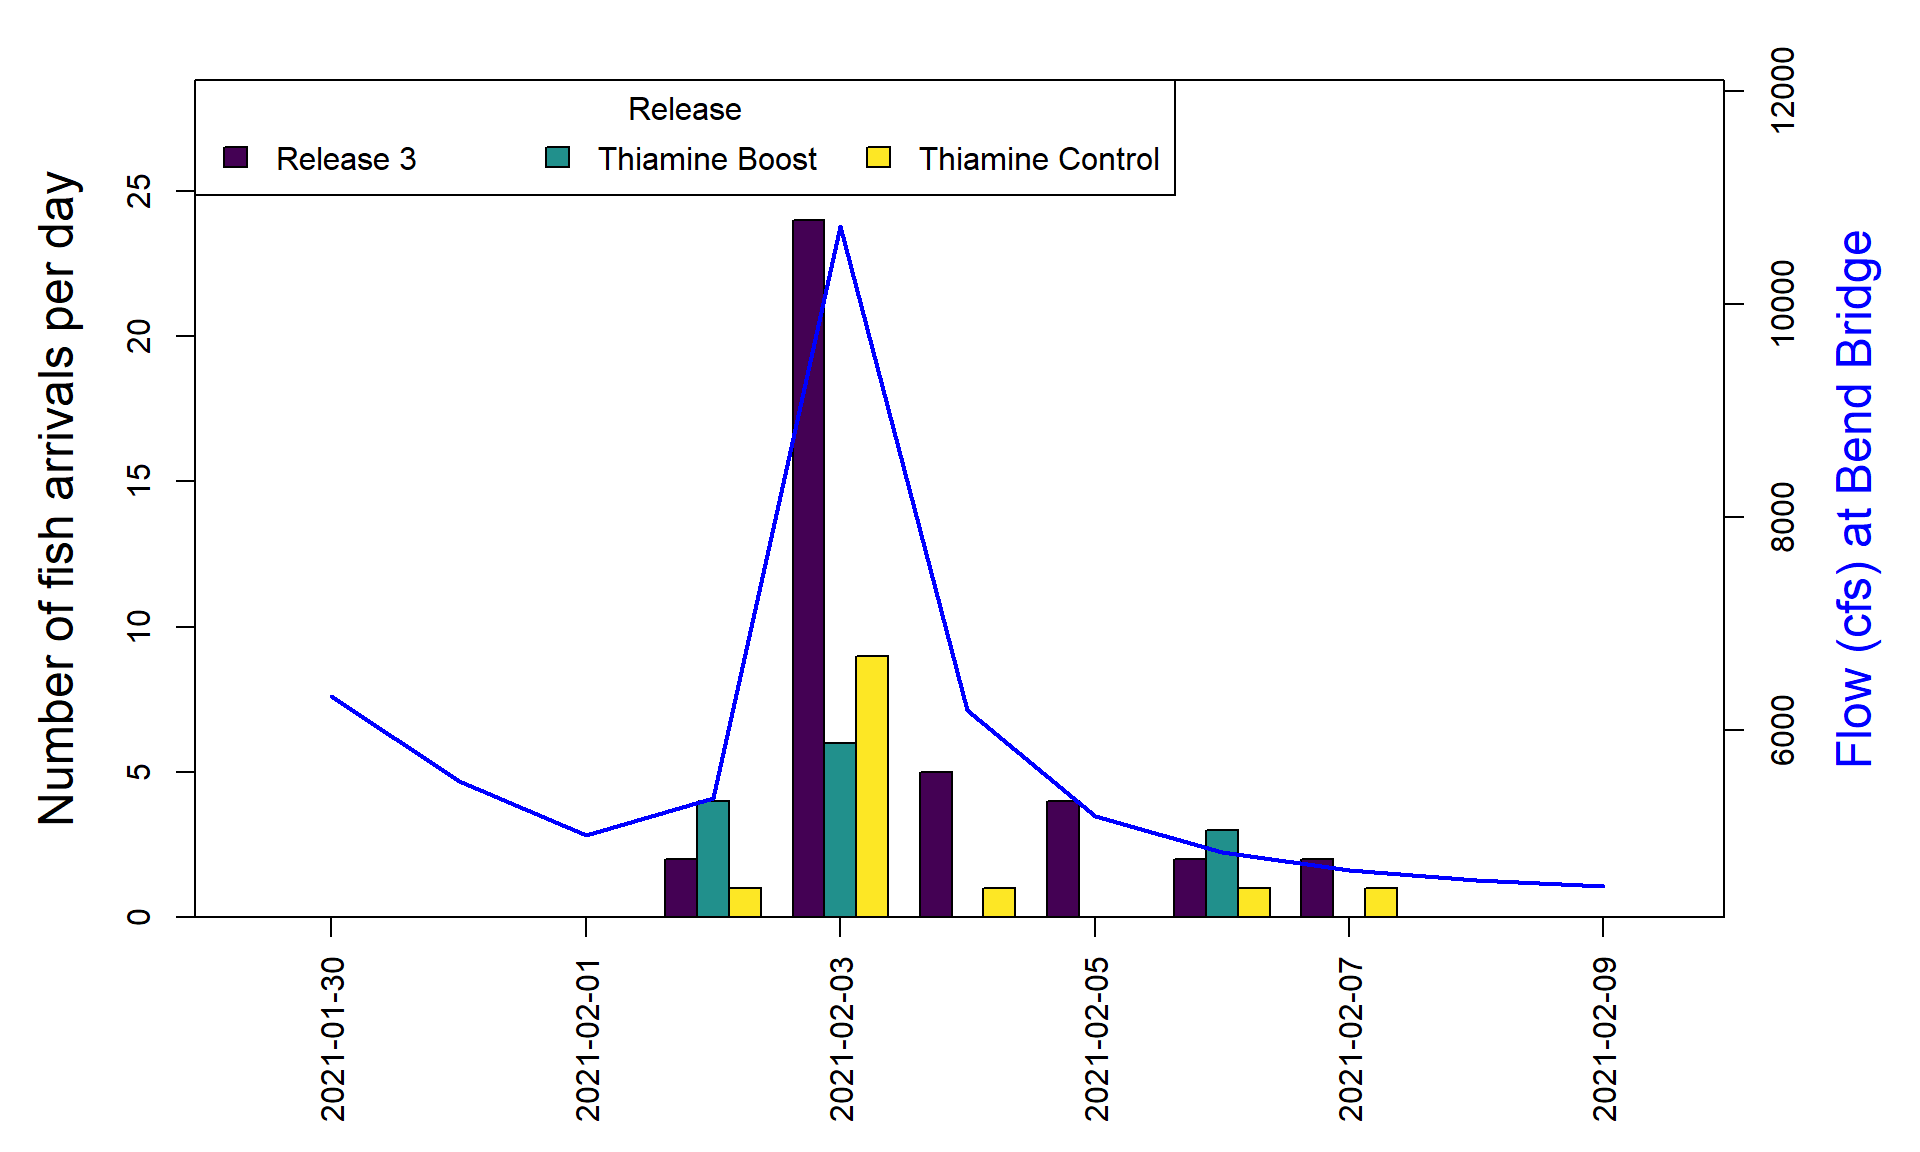 Release
Release 3
Thiamine Boost
Thiamine Control
Number of fish arrivals per day
0
5
10
15
20
25
Flow (cfs) at Bend Bridge
6000
8000
10000
12000
2021-01-30
2021-02-01
2021-02-03
2021-02-05
2021-02-07
2021-02-09